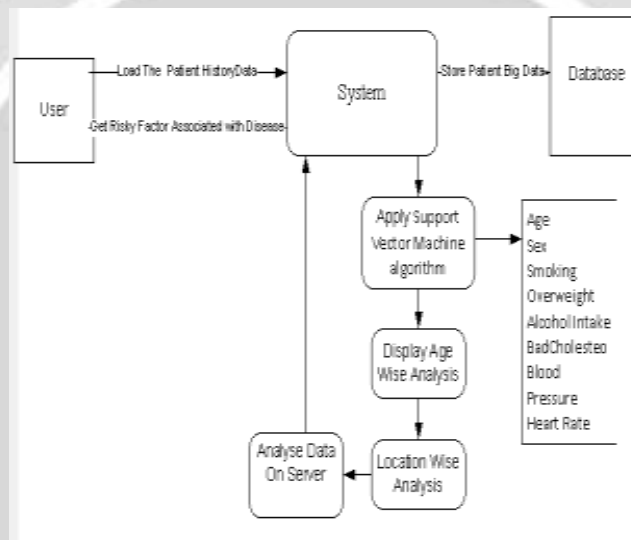 User
Load The Patient HistoryData
Get Risky Factor Associated with Disease
System
Store Patient Big Data
Database
Apply Support
Vector Machine
algorithm
Age
Sex
Smoking
Overweight
Alcohol Intake
BadCholesteo
Blood
Pressure
Heart Rate
Display Age
Wise Analysis
Location Wise
Analysis
Analyse Data
On Server